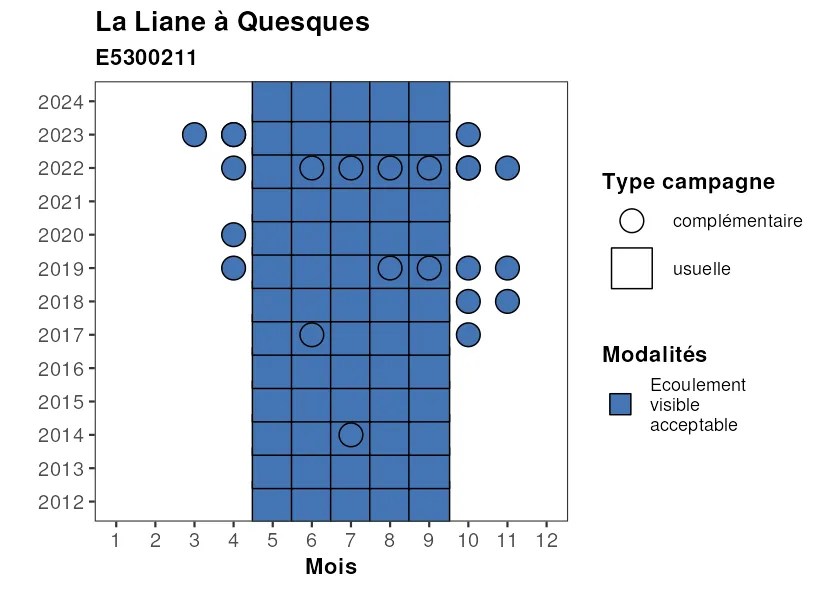 La Liane à Quesques
E5300211
2024
2023
2022
2021
2020
2019
2018
2017
2016
2015
2014
2013
2012
1 2 3 4 5 6 7 8 9 10 11 12
Mois
Type campagne
complémentaire
usuelle
Modalités
Ecoulement
visible
acceptable